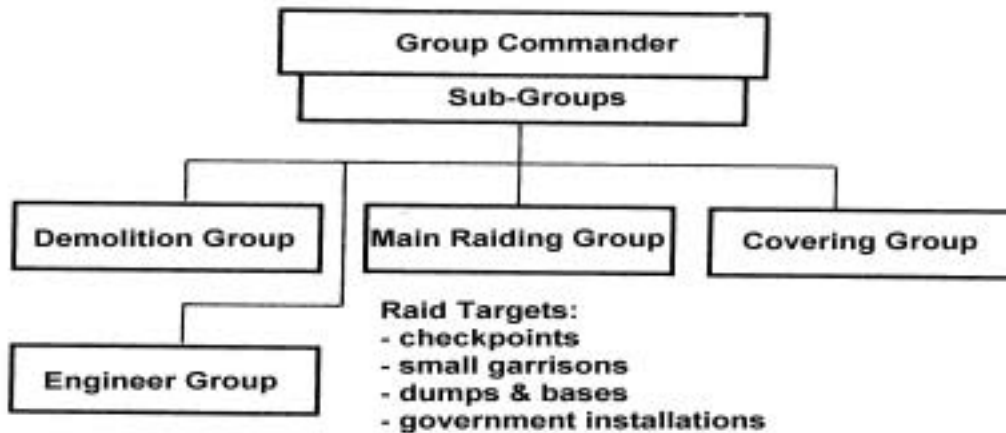 Group Commander
Sub-Groups
Demolition Group
Main Raiding Group
Covering Group
Engineer Group
Raid Targets:
- checkpoints
- small garrisons
- dumps & bases
- government installations